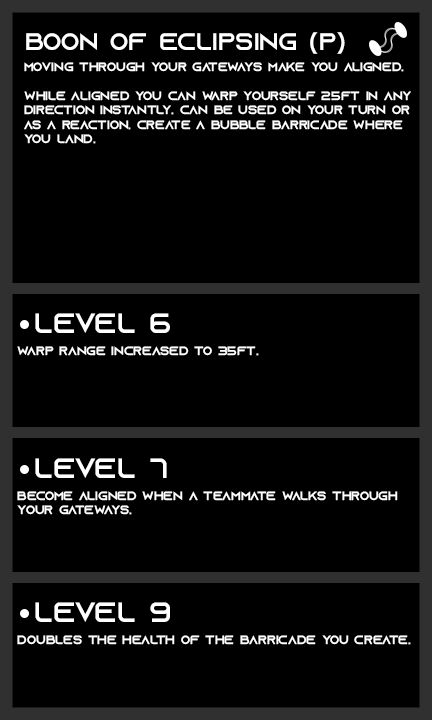 BOON OF ECLIPSING (P)
MOVING THROUGH YOUR GATEWAYS MAKE YOU ALIGNED.
WHILE ALIGNED YOU CAN WARP YOURSELF 25FT IN ANY
DIRECTION INSTANTLY. CAN BE USED ON YOUR TURN OR
AS A REACTION. CREATE A BUBBLE BARRICADE WHERE
YOU LAND.
•LEVEL 6
WARP RANGE INCREASED TO 35FT.
•LEVEL 7
BECOME ALIGNED WHEN A TEAMMATE WALKS THROUGH
YOUR GATEWAYS.
•LEVEL 9
DOUBLES THE HEALTH OF THE BARRICADE YOU CREATE.